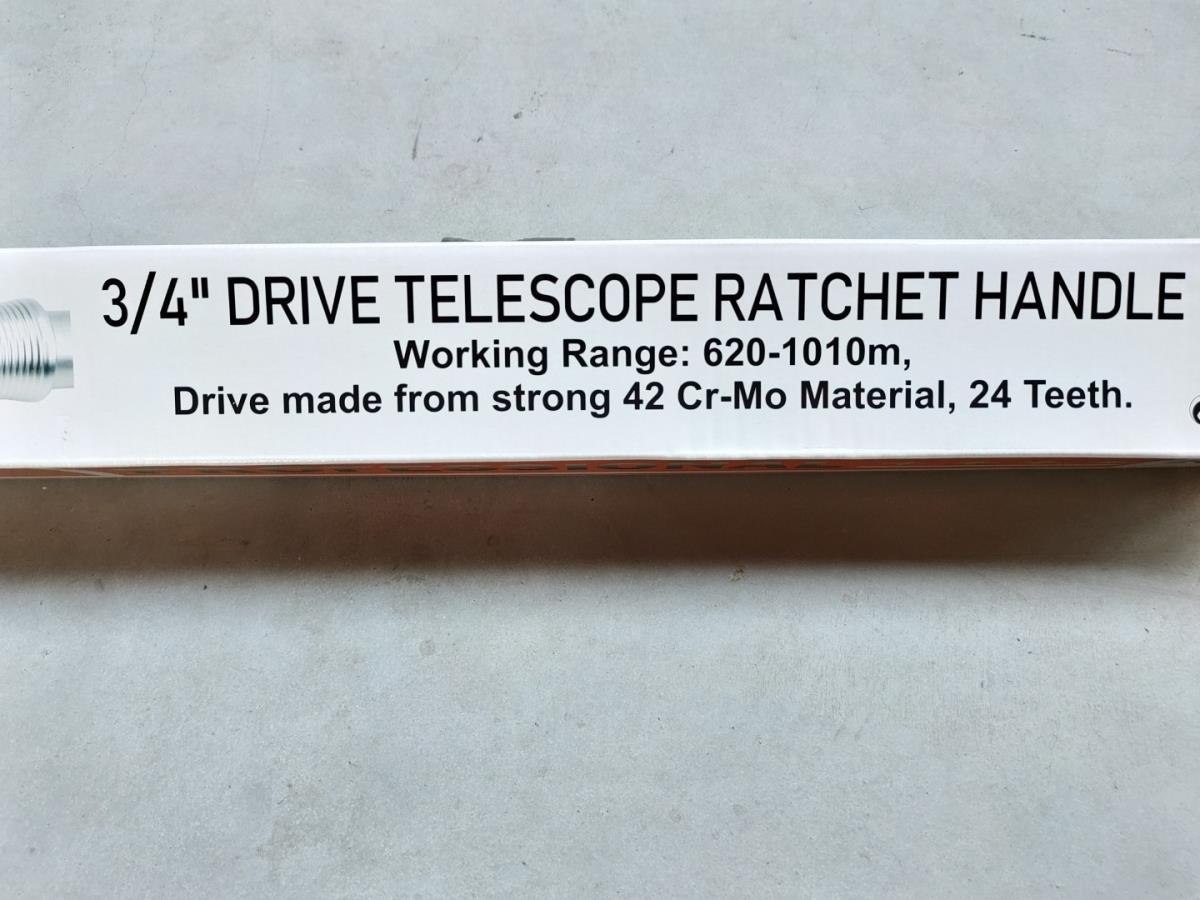 3/4" DRIVE TELESCOPE RATCHET HANDLE
Working Range: 620-1010m,
Drive made from strong 42 Cr-Mo Material, 24 Teeth.